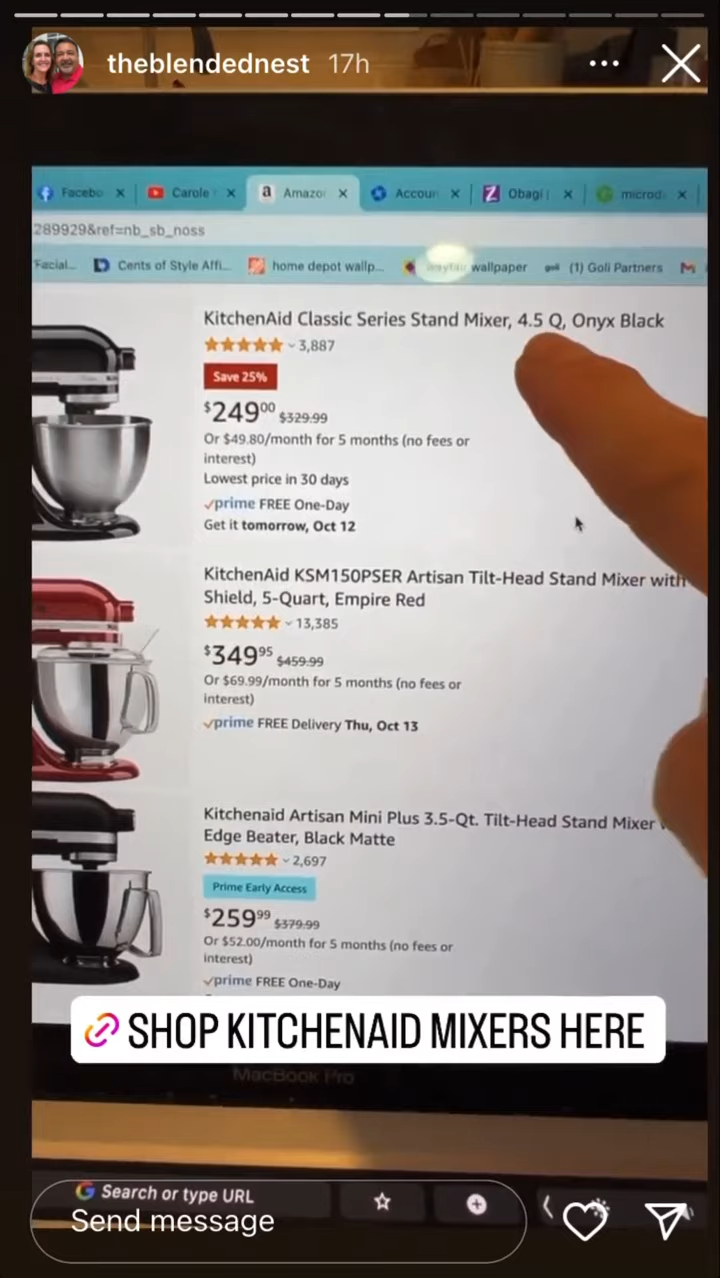 theblendednest 17h
Facebo
Carole
a Amazo
Accoun
Z Obagi
microd
289929&ref=nb_sb_noss
Facial...
Cents of Style Affi...
home depot wallp...
wayfair wallpaper
goli (1) Goli Partners
KitchenAid Classic Series Stand Mixer, 4.5 Q, Onyx Black
3,887
Save 25%
$249.00 $329.99
Or $49.80/month for 5 months (no fees or
interest)
Lowest price in 30 days
prime FREE One-Day
Get it tomorrow, Oct 12
KitchenAid KSM150PSER Artisan Tilt-Head Stand Mixer with
Shield, 5-Quart, Empire Red
13,385
$349.95 $459.99
Or $69.99/month for 5 months (no fees or
interest)
prime FREE Delivery Thu, Oct 13
Kitchenaid Artisan Mini Plus 3.5-Qt. Tilt-Head Stand Mixer
Edge Beater, Black Matte
2,697
Prime Early Access
$259.99 $379.99
Or $52.00/month for 5 months (no fees or
interest)
prime FREE One-Day
SHOP KITCHENAID MIXERS HERE
MacBook Pro
G Search or type URL
Send message